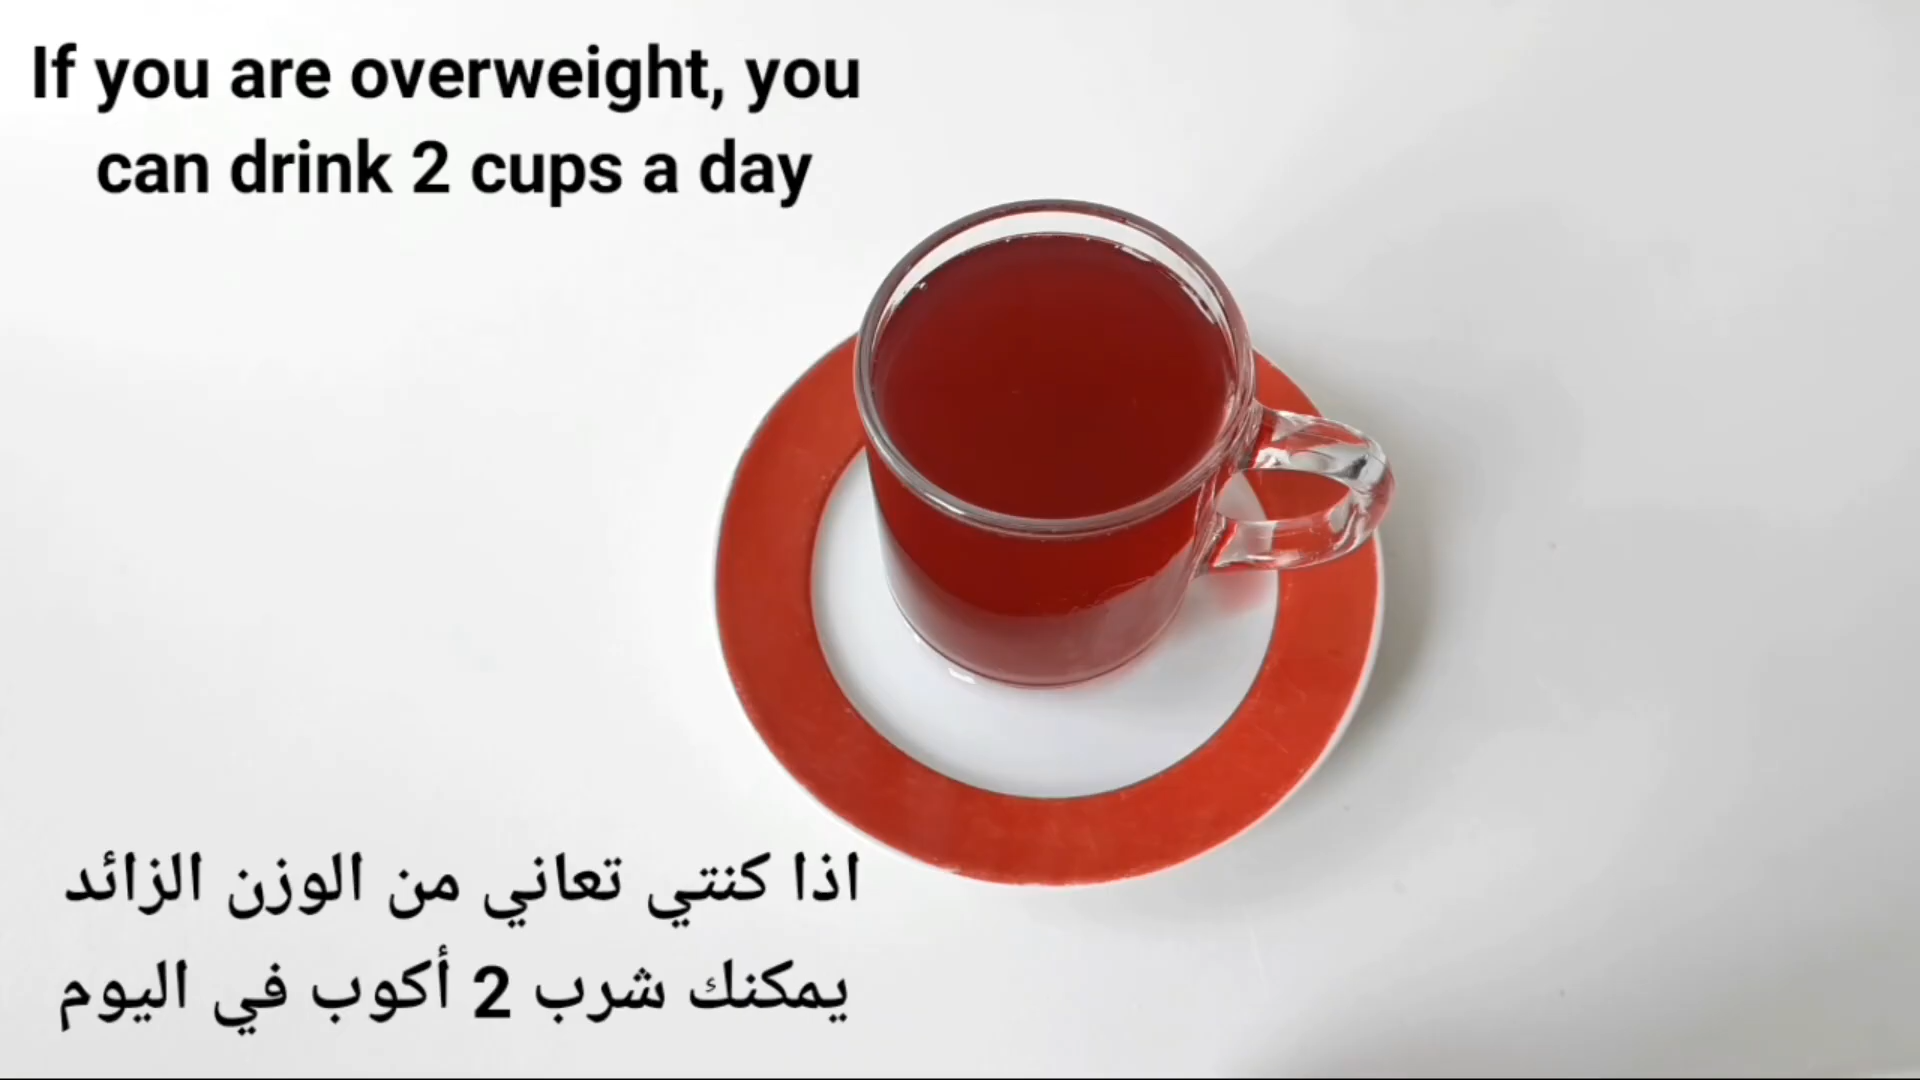 If you are overweight, you
can drink 2 cups a day
اذا كنتي تعاني من الوزن الزائد
يمكنك شرب 2 أكوب في اليوم